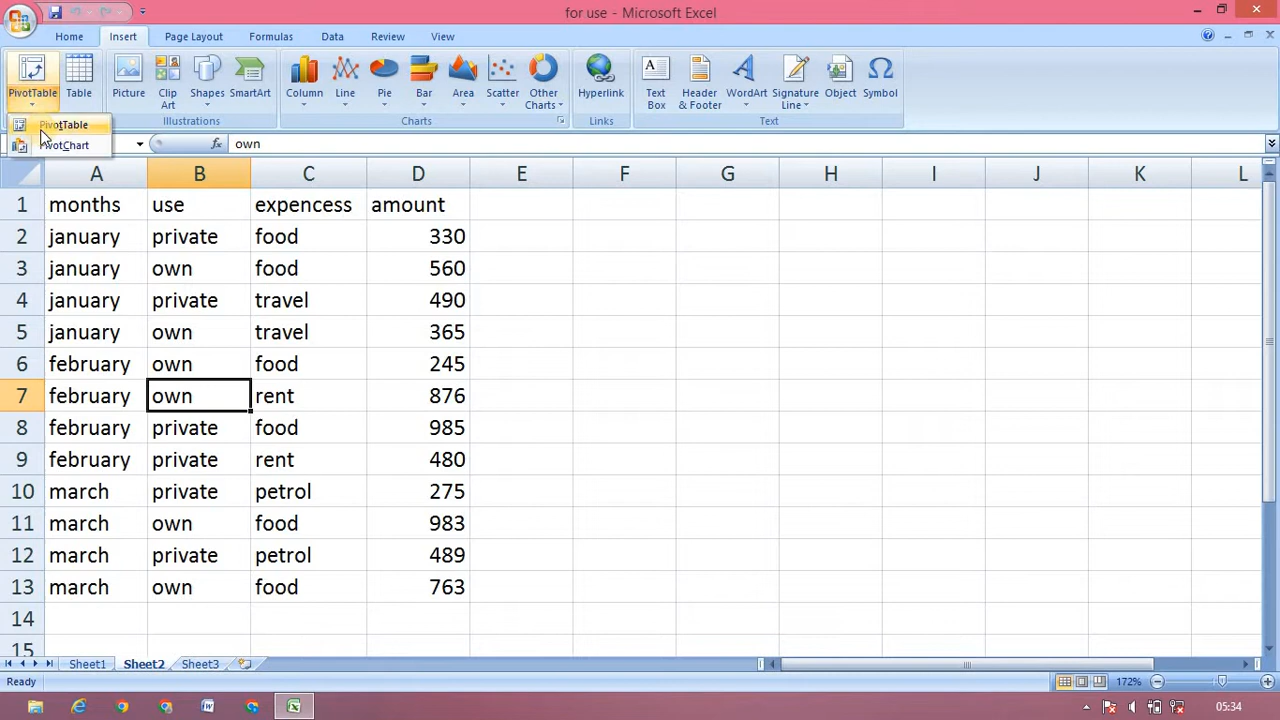 for use - Microsoft Excel
Home Insert Page Layout Formulas Data Review View
PivotTable Table Picture Clip Art Shapes SmartArt Column Line Pie Bar Area Scatter Other Charts Hyperlink Text Box Header & Footer WordArt Signature Line Object Symbol
Illustrations Charts Links Text
PivotTable
PivotChart
fx own
A B C D E F G H I J K L
1 months use expencess amount
2 january private food 330
3 january own food 560
4 january private travel 490
5 january own travel 365
6 february own food 245
7 february own rent 876
8 february private food 985
9 february private rent 480
10 march private petrol 275
11 march own food 983
12 march private petrol 489
13 march own food 763
14
15
Sheet1 Sheet2 Sheet3
Ready 172%
05:34